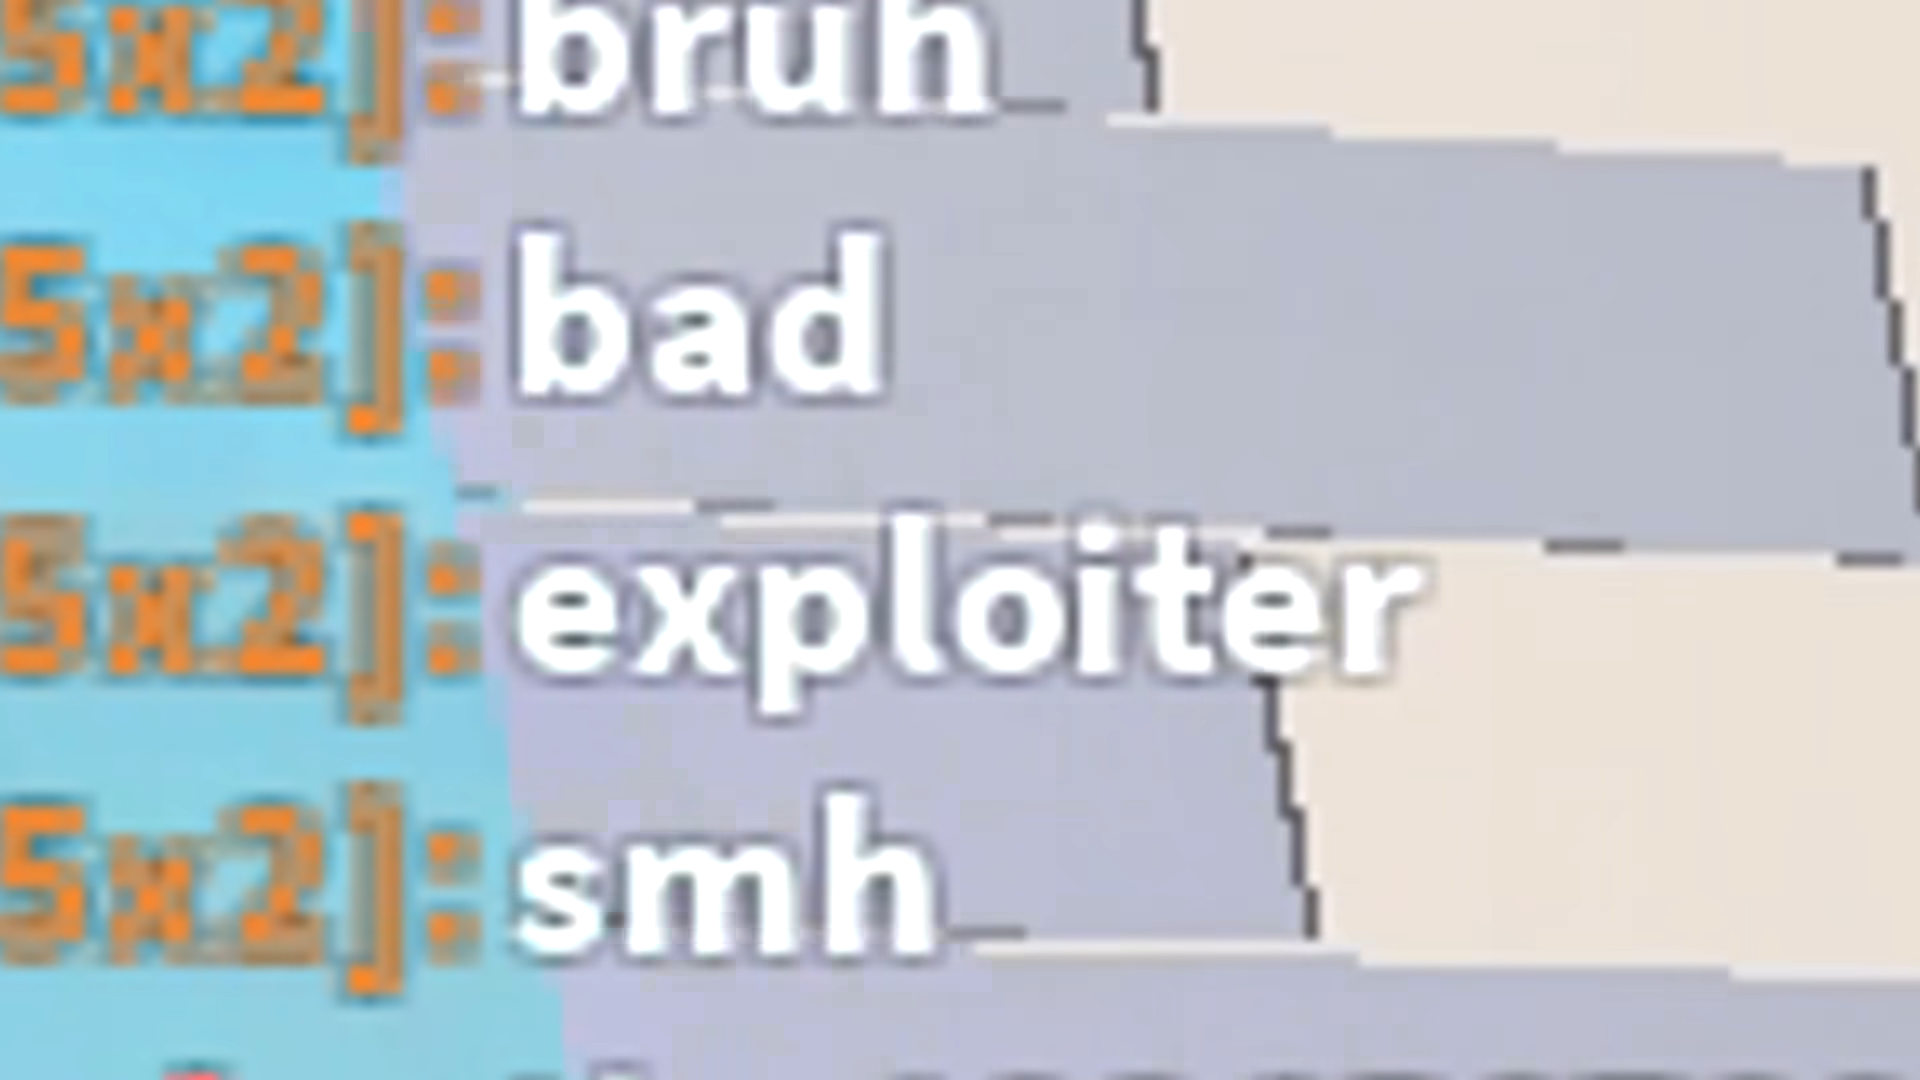 5x2]: bruh
5x2]: bad
5x2]: exploiter
5x2]: smh